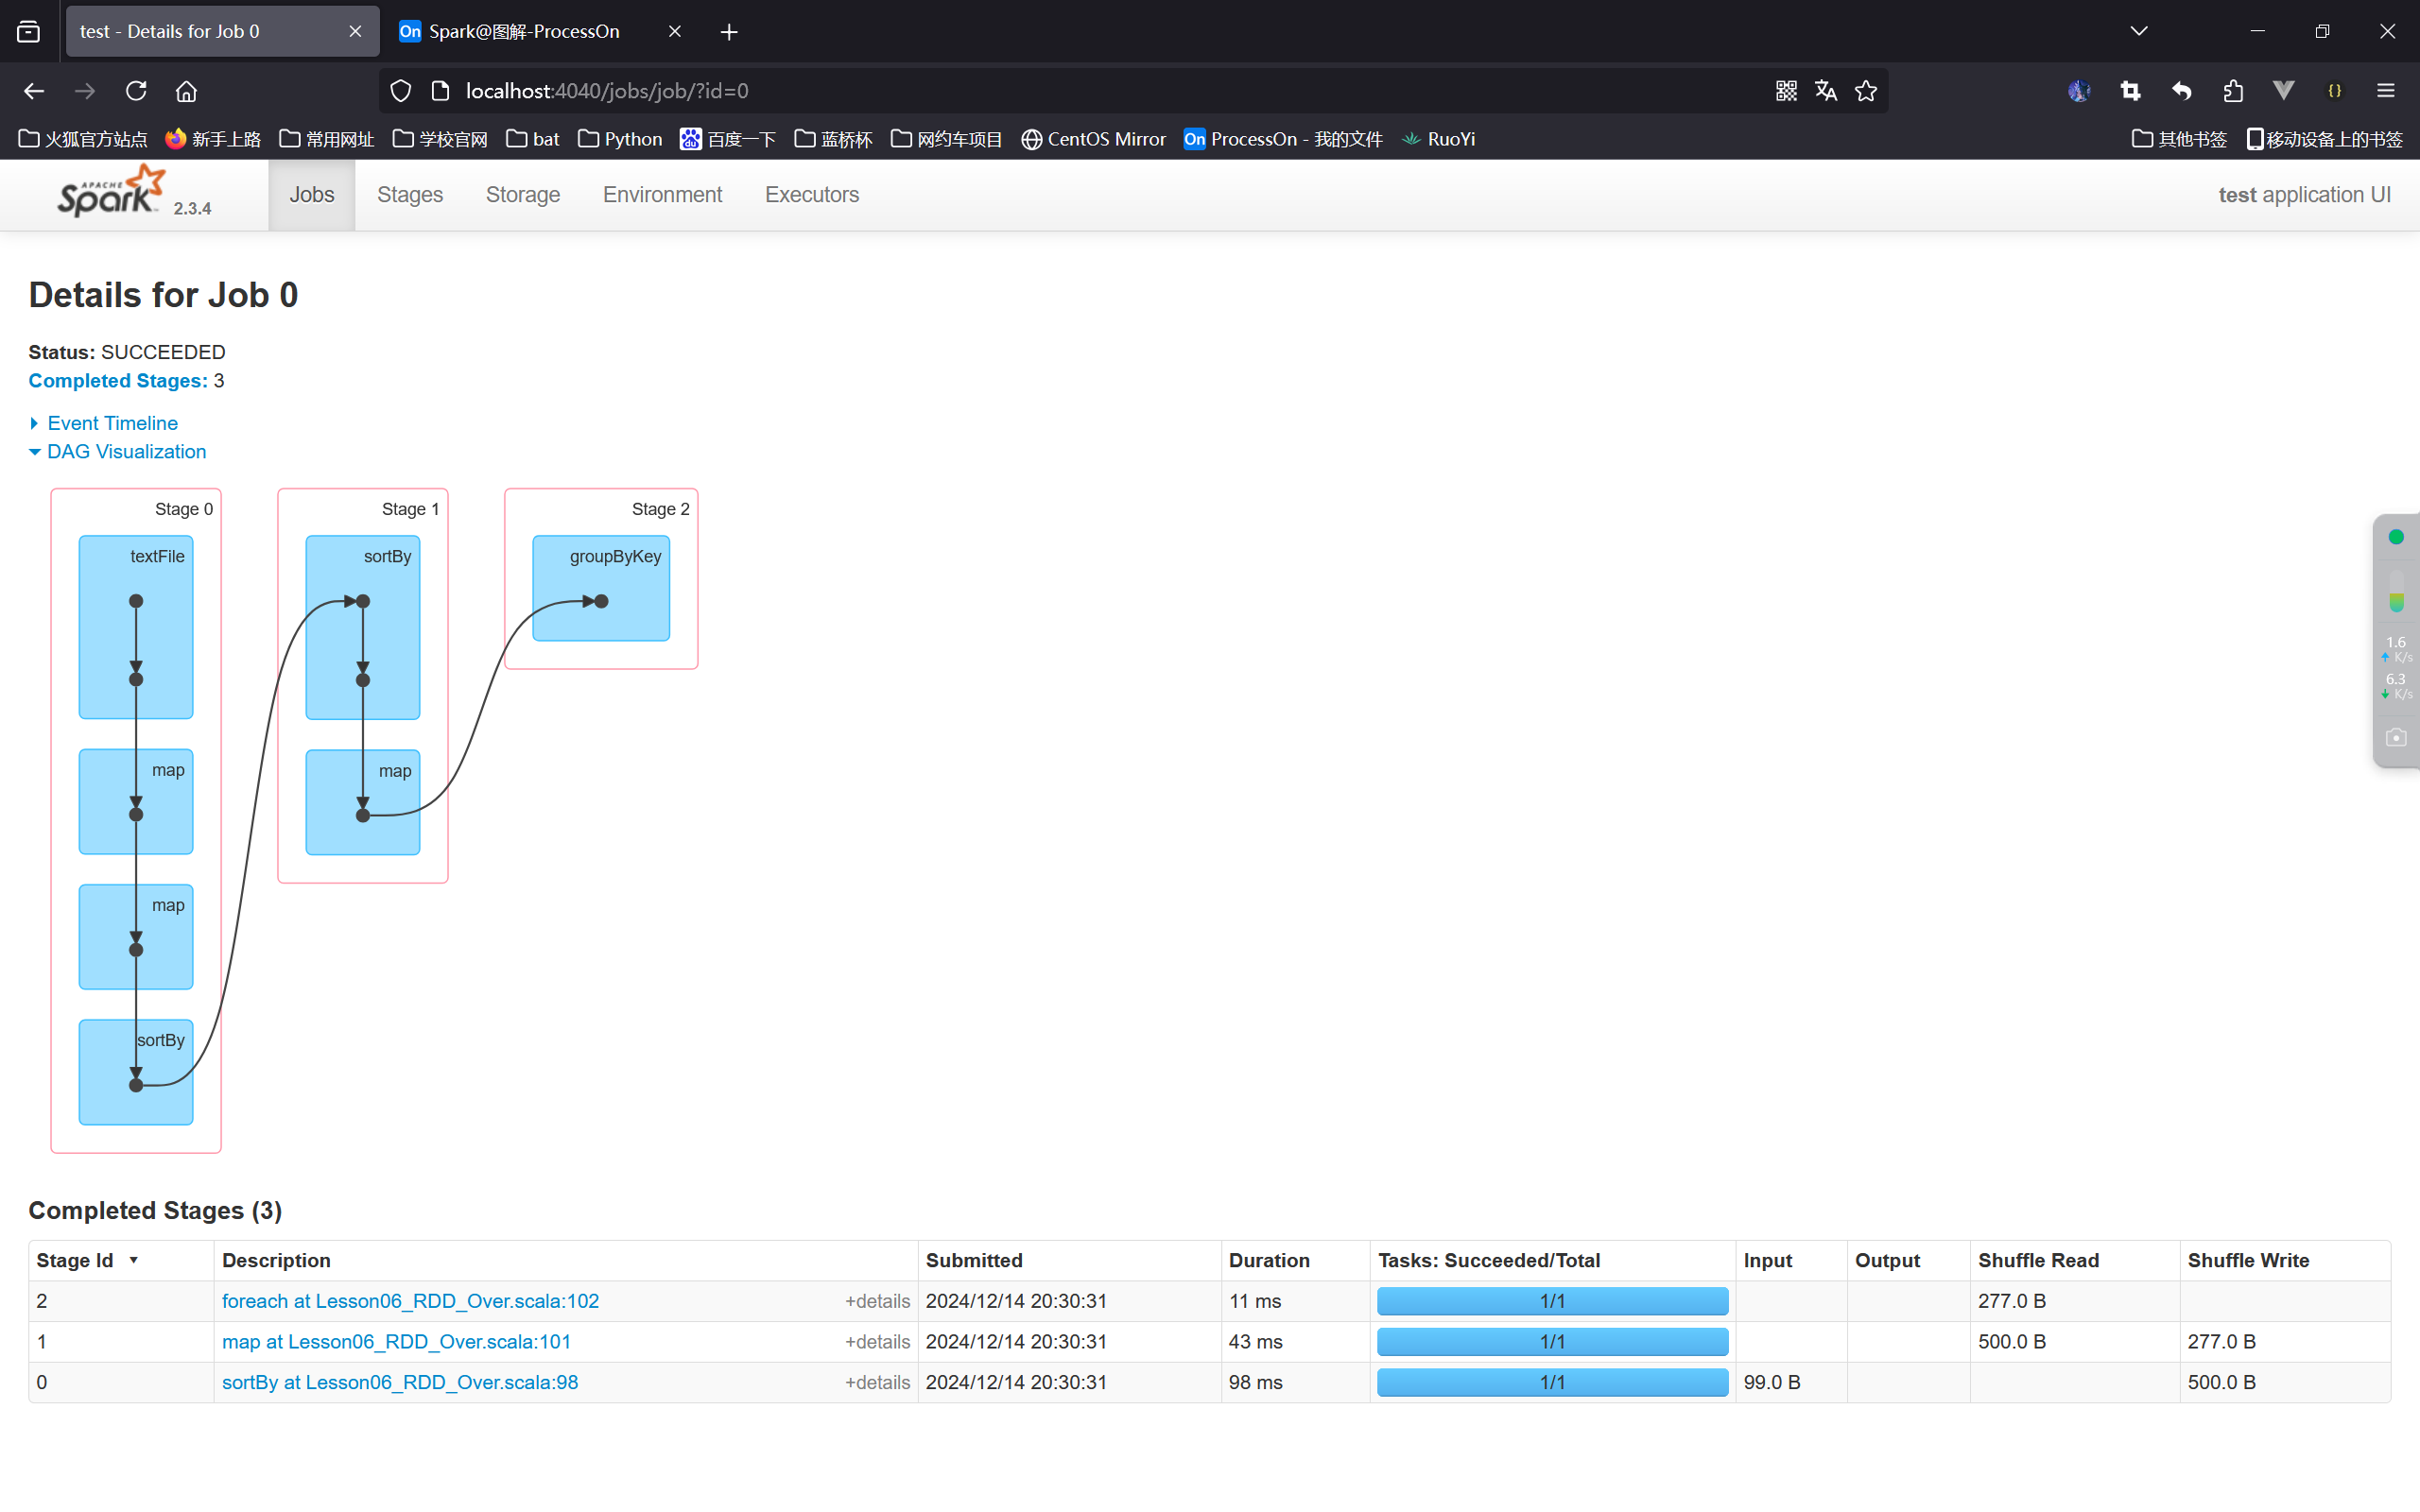 test - Details for Job 0
On Spark@图解-ProcessOn
localhost:4040/jobs/job/?id=0
火狐官方站点 新手上路 常用网址 学校官网 bat Python du 百度一下 蓝桥杯 网约车项目 CentOS Mirror On ProcessOn - 我的文件 RuoYi 其他书签 移动设备上的书签
APACHE Spark 2.3.4 Jobs Stages Storage Environment Executors test application UI
Details for Job 0
Status: SUCCEEDED
Completed Stages: 3
Event Timeline
DAG Visualization
Stage 0
textFile
map
map
sortBy
Stage 1
sortBy
map
Stage 2
groupByKey
1.6
K/s
6.3
K/s
Completed Stages (3)
Stage Id Description Submitted Duration Tasks: Succeeded/Total Input Output Shuffle Read Shuffle Write
2 foreach at Lesson06_RDD_Over.scala:102 +details 2024/12/14 20:30:31 11 ms 1/1 277.0 B
1 map at Lesson06_RDD_Over.scala:101 +details 2024/12/14 20:30:31 43 ms 1/1 500.0 B 277.0 B
0 sortBy at Lesson06_RDD_Over.scala:98 +details 2024/12/14 20:30:31 98 ms 1/1 99.0 B 500.0 B